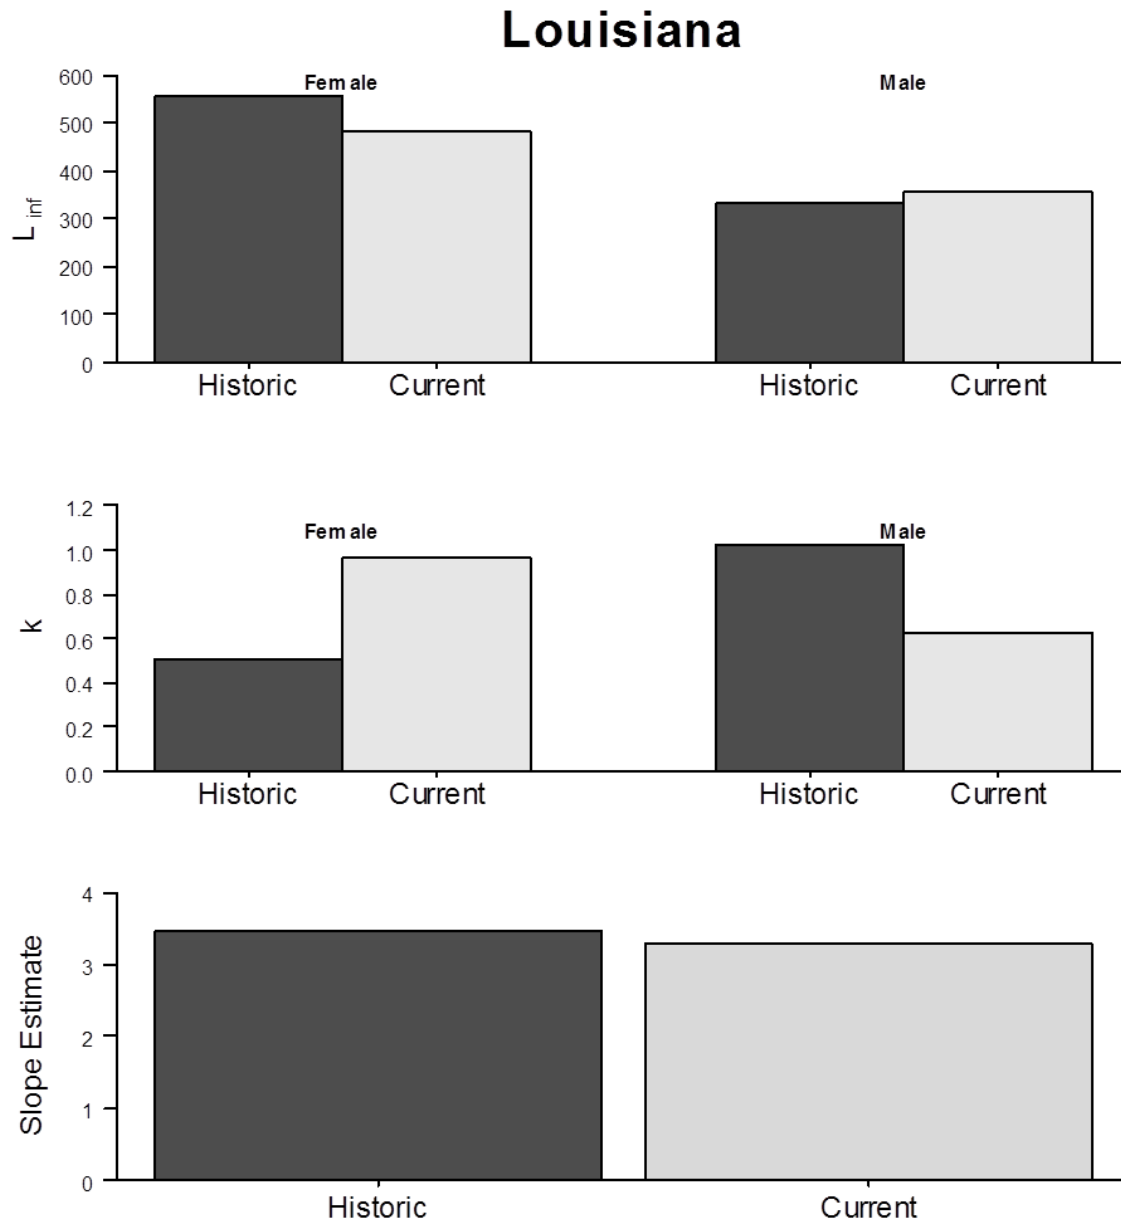 Louisiana
Female Male
L inf
600
500
400
300
200
100
0
Historic Current Historic Current
Female Male
k
1.2
1.0
0.8
0.6
0.4
0.2
0.0
Historic Current Historic Current
Slope Estimate
4
3
2
1
0
Historic Current